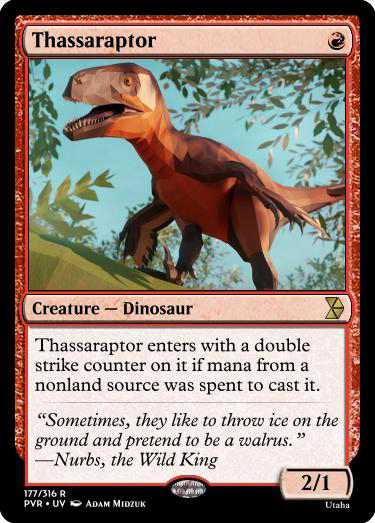 Thassaraptor
Creature — Dinosaur
Thassaraptor enters with a double
strike counter on it if mana from a
nonland source was spent to cast it.
“Sometimes, they like to throw ice on the
ground and pretend to be a walrus.”
—Nurbs, the Wild King
2/1
177/316 R
PVR • UV Adam Midzuk
Utaha